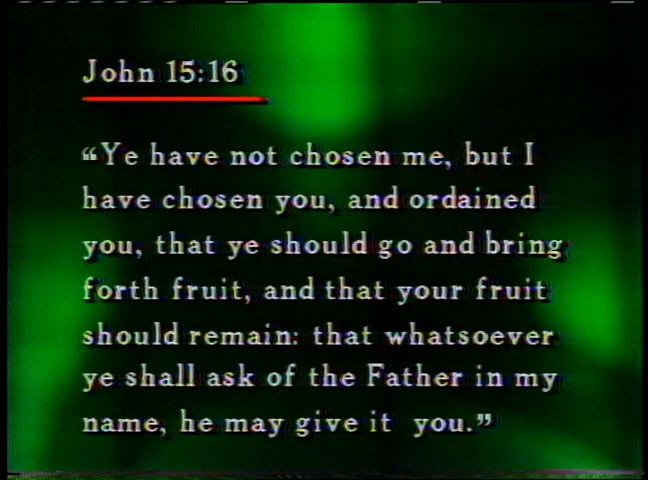 John 15:16
“Ye have not chosen me, but I
have chosen you, and ordained
you, that ye should go and bring
forth fruit, and that your fruit
should remain: that whatsoever
ye shall ask of the Father in my
name, he may give it you.”